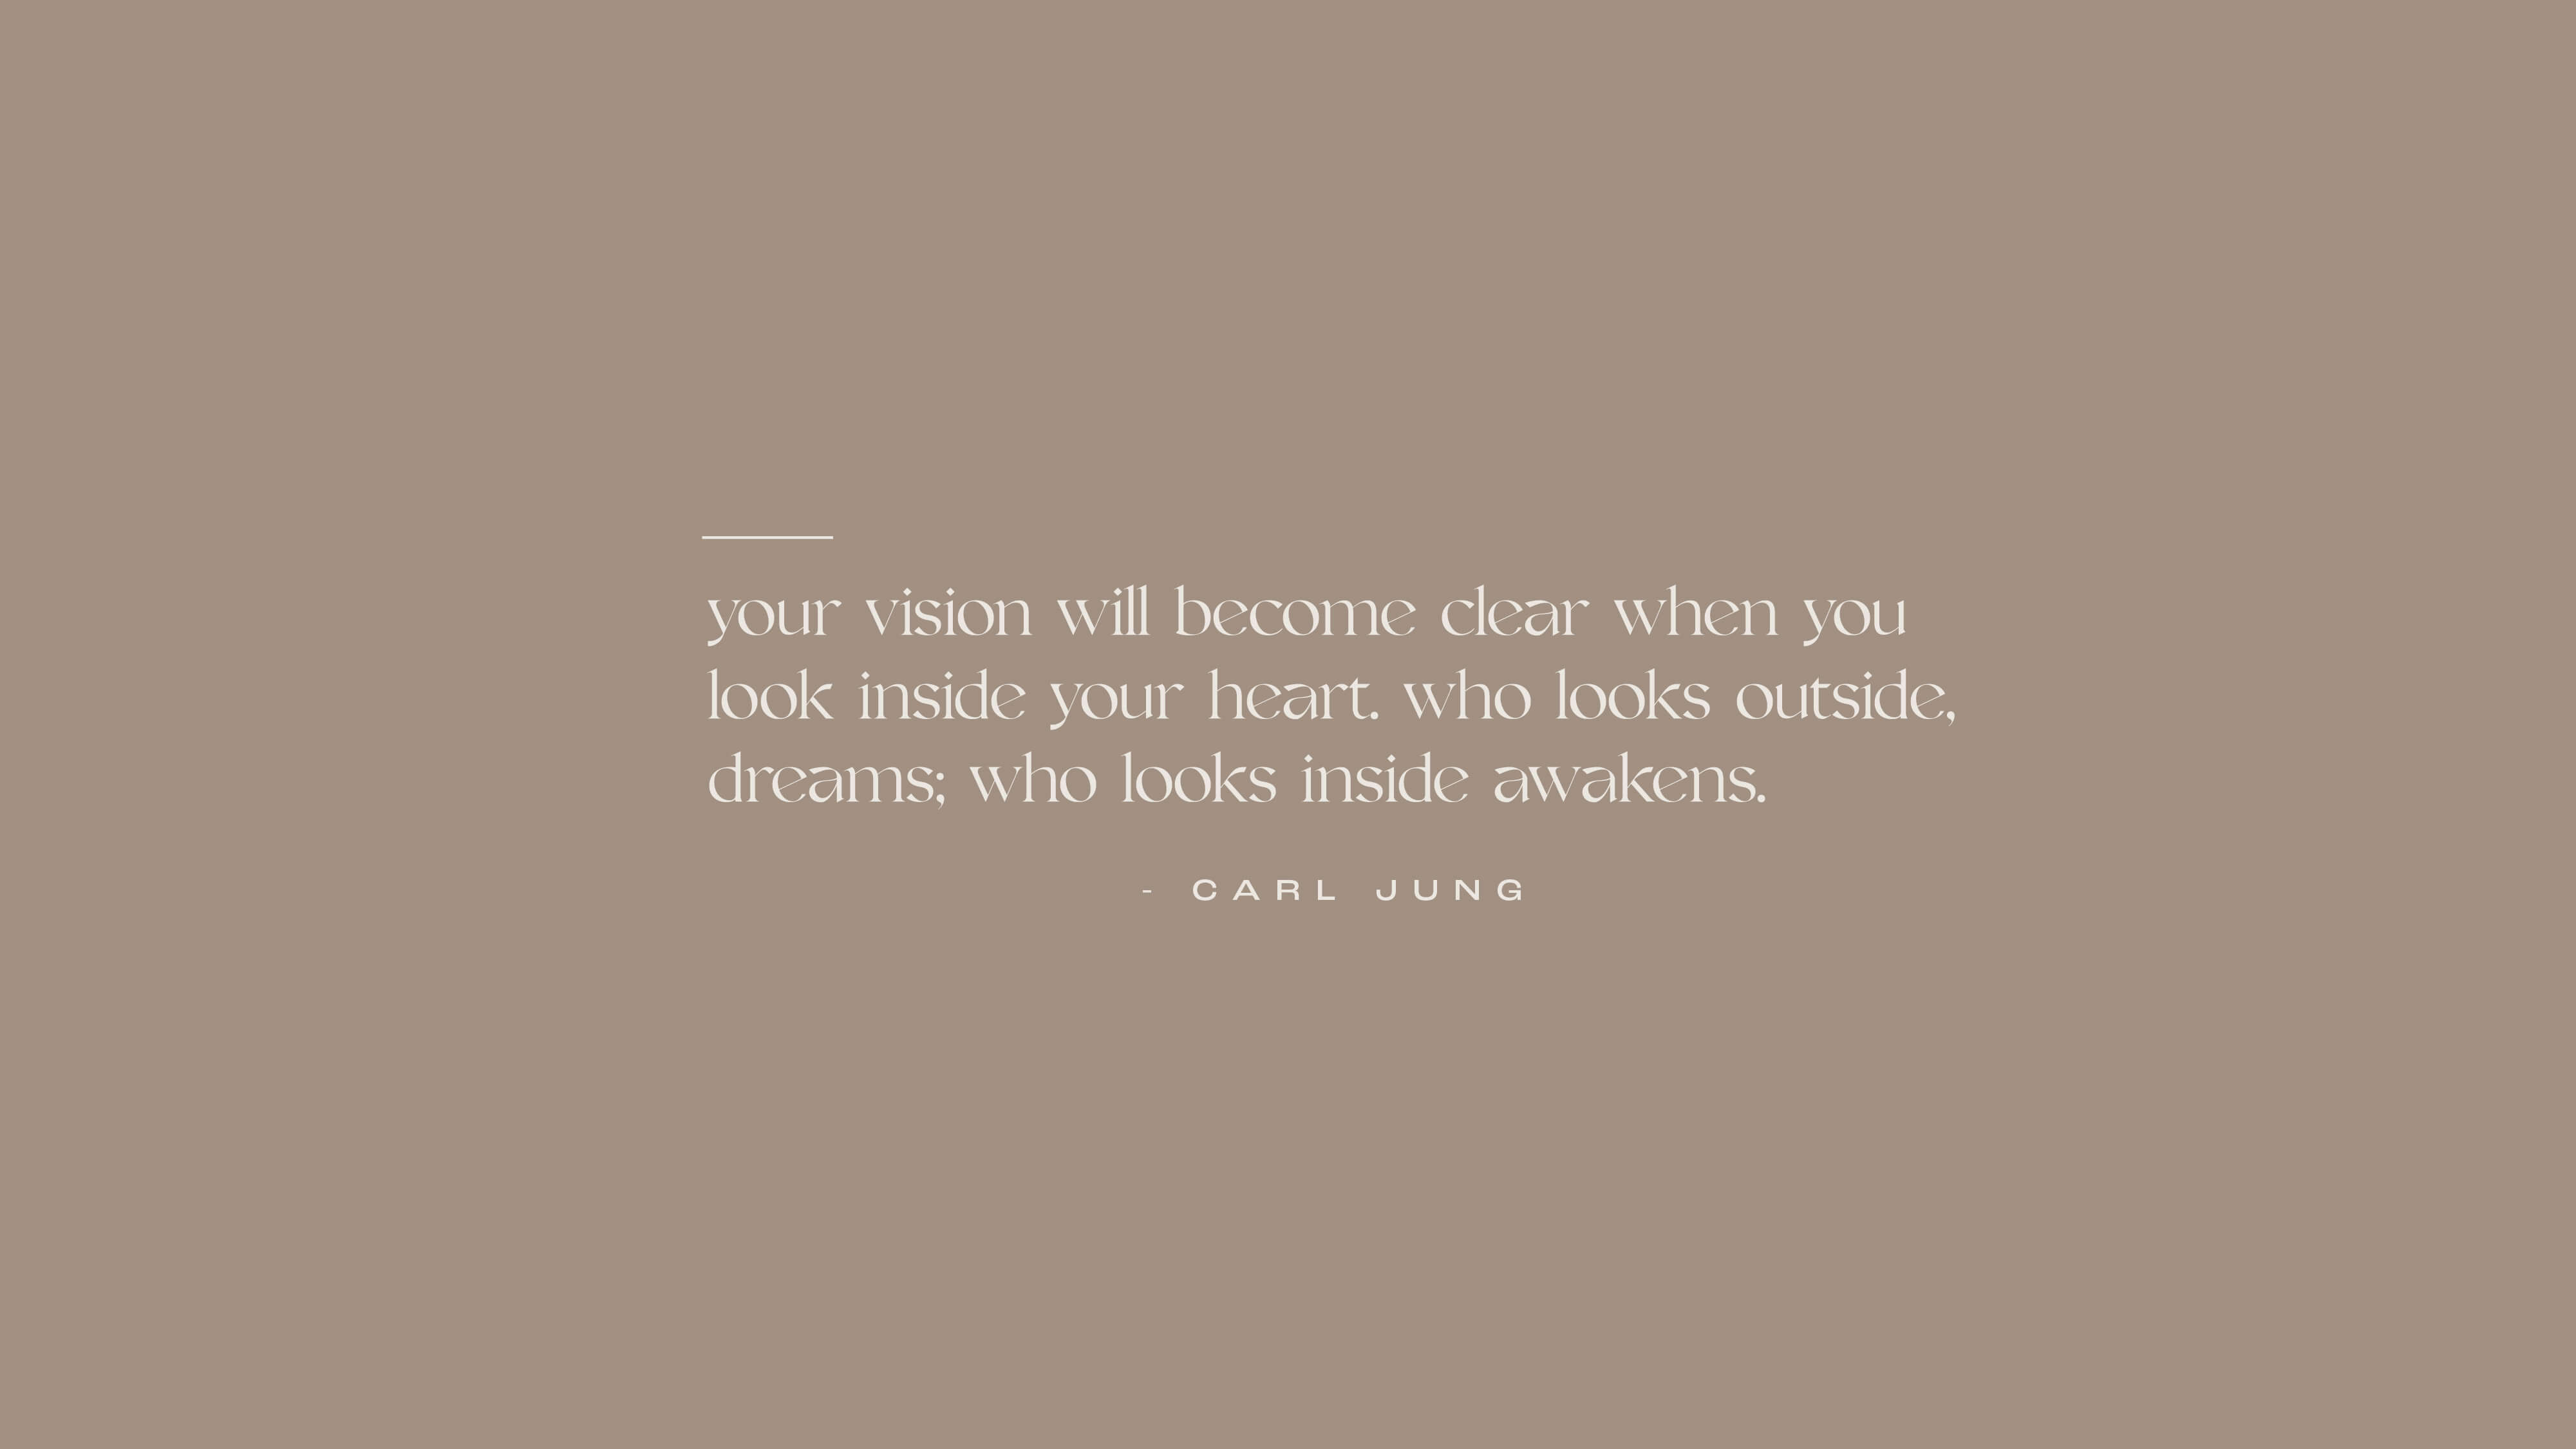 your vision will become clear when you
look inside your heart. who looks outside,
dreams; who looks inside awakens.
- CARL JUNG